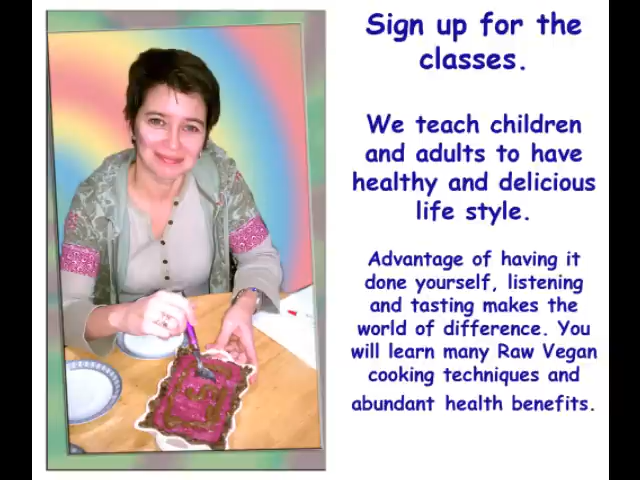 Sign up for the
classes.
We teach children
and adults to have
healthy and delicious
life style.
Advantage of having it
done yourself, listening
and tasting makes the
world of difference. You
will learn many Raw Vegan
cooking techniques and
abundant health benefits.